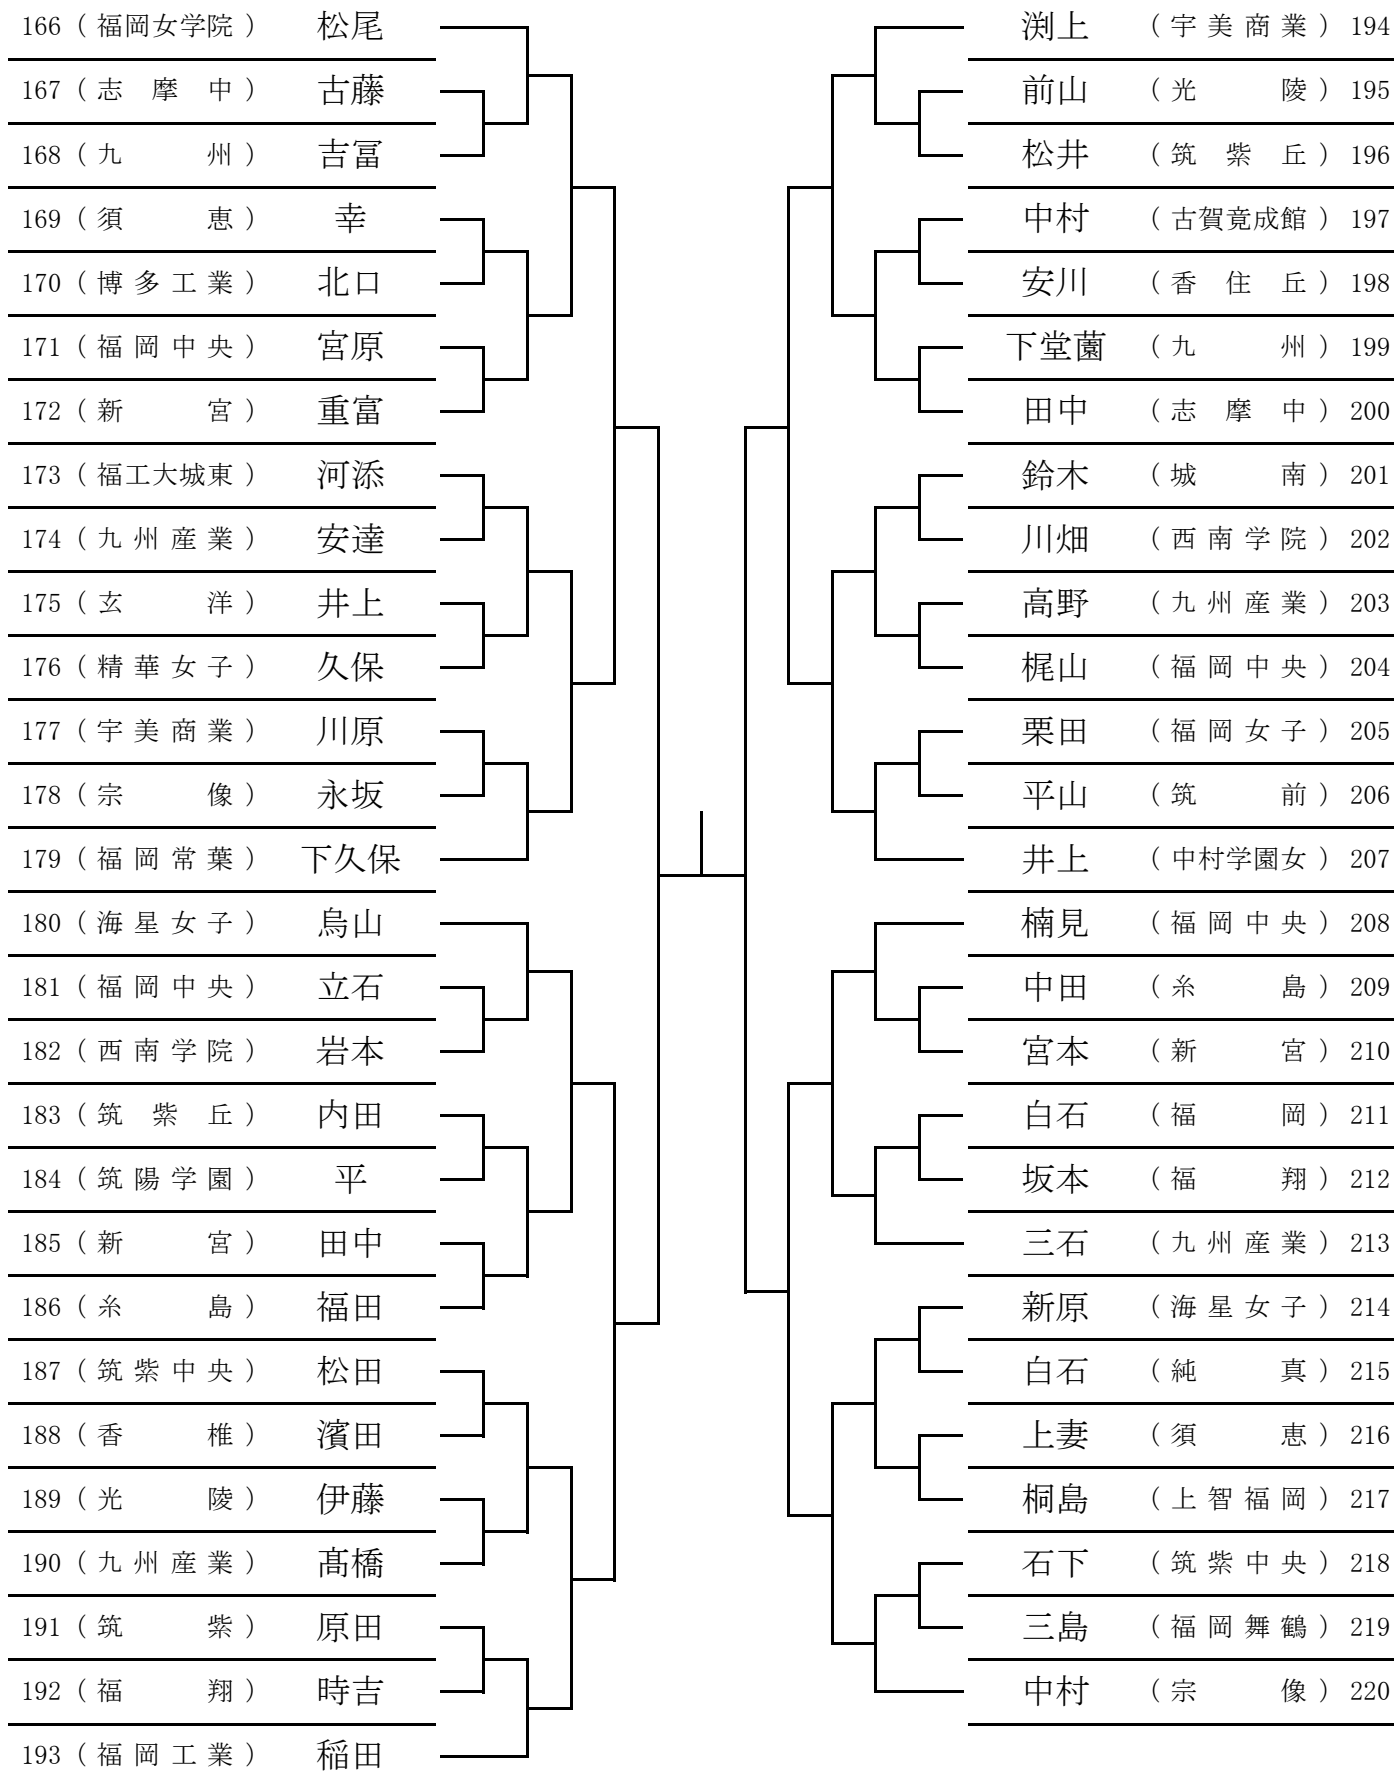 166 （ 福岡女学院 ） 松尾
167 （ 志摩中 ） 古藤
168 （ 九州 ） 吉冨
169 （ 須恵 ） 幸
170 （ 博多工業 ） 北口
171 （ 福岡中央 ） 宮原
172 （ 新宮 ） 重富
173 （ 福工大城東 ） 河添
174 （ 九州産業 ） 安達
175 （ 玄洋 ） 井上
176 （ 精華女子 ） 久保
177 （ 宇美商業 ） 川原
178 （ 宗像 ） 永坂
179 （ 福岡常葉 ） 下久保
180 （ 海星女子 ） 烏山
181 （ 福岡中央 ） 立石
182 （ 西南学院 ） 岩本
183 （ 筑紫丘 ） 内田
184 （ 筑陽学園 ） 平
185 （ 新宮 ） 田中
186 （ 糸島 ） 福田
187 （ 筑紫中央 ） 松田
188 （ 香椎 ） 濱田
189 （ 光陵 ） 伊藤
190 （ 九州産業 ） 髙橋
191 （ 筑紫 ） 原田
192 （ 福翔 ） 時吉
193 （ 福岡工業 ） 稲田
渕上 （ 宇美商業 ） 194
前山 （ 光陵 ） 195
松井 （ 筑紫丘 ） 196
中村 （ 古賀竟成館 ） 197
安川 （ 香住丘 ） 198
下堂薗 （ 九州 ） 199
田中 （ 志摩中 ） 200
鈴木 （ 城南 ） 201
川畑 （ 西南学院 ） 202
高野 （ 九州産業 ） 203
梶山 （ 福岡中央 ） 204
栗田 （ 福岡女子 ） 205
平山 （ 筑前 ） 206
井上 （ 中村学園女 ） 207
楠見 （ 福岡中央 ） 208
中田 （ 糸島 ） 209
宮本 （ 新宮 ） 210
白石 （ 福岡 ） 211
坂本 （ 福翔 ） 212
三石 （ 九州産業 ） 213
新原 （ 海星女子 ） 214
白石 （ 純真 ） 215
上妻 （ 須恵 ） 216
桐島 （ 上智福岡 ） 217
石下 （ 筑紫中央 ） 218
三島 （ 福岡舞鶴 ） 219
中村 （ 宗像 ） 220